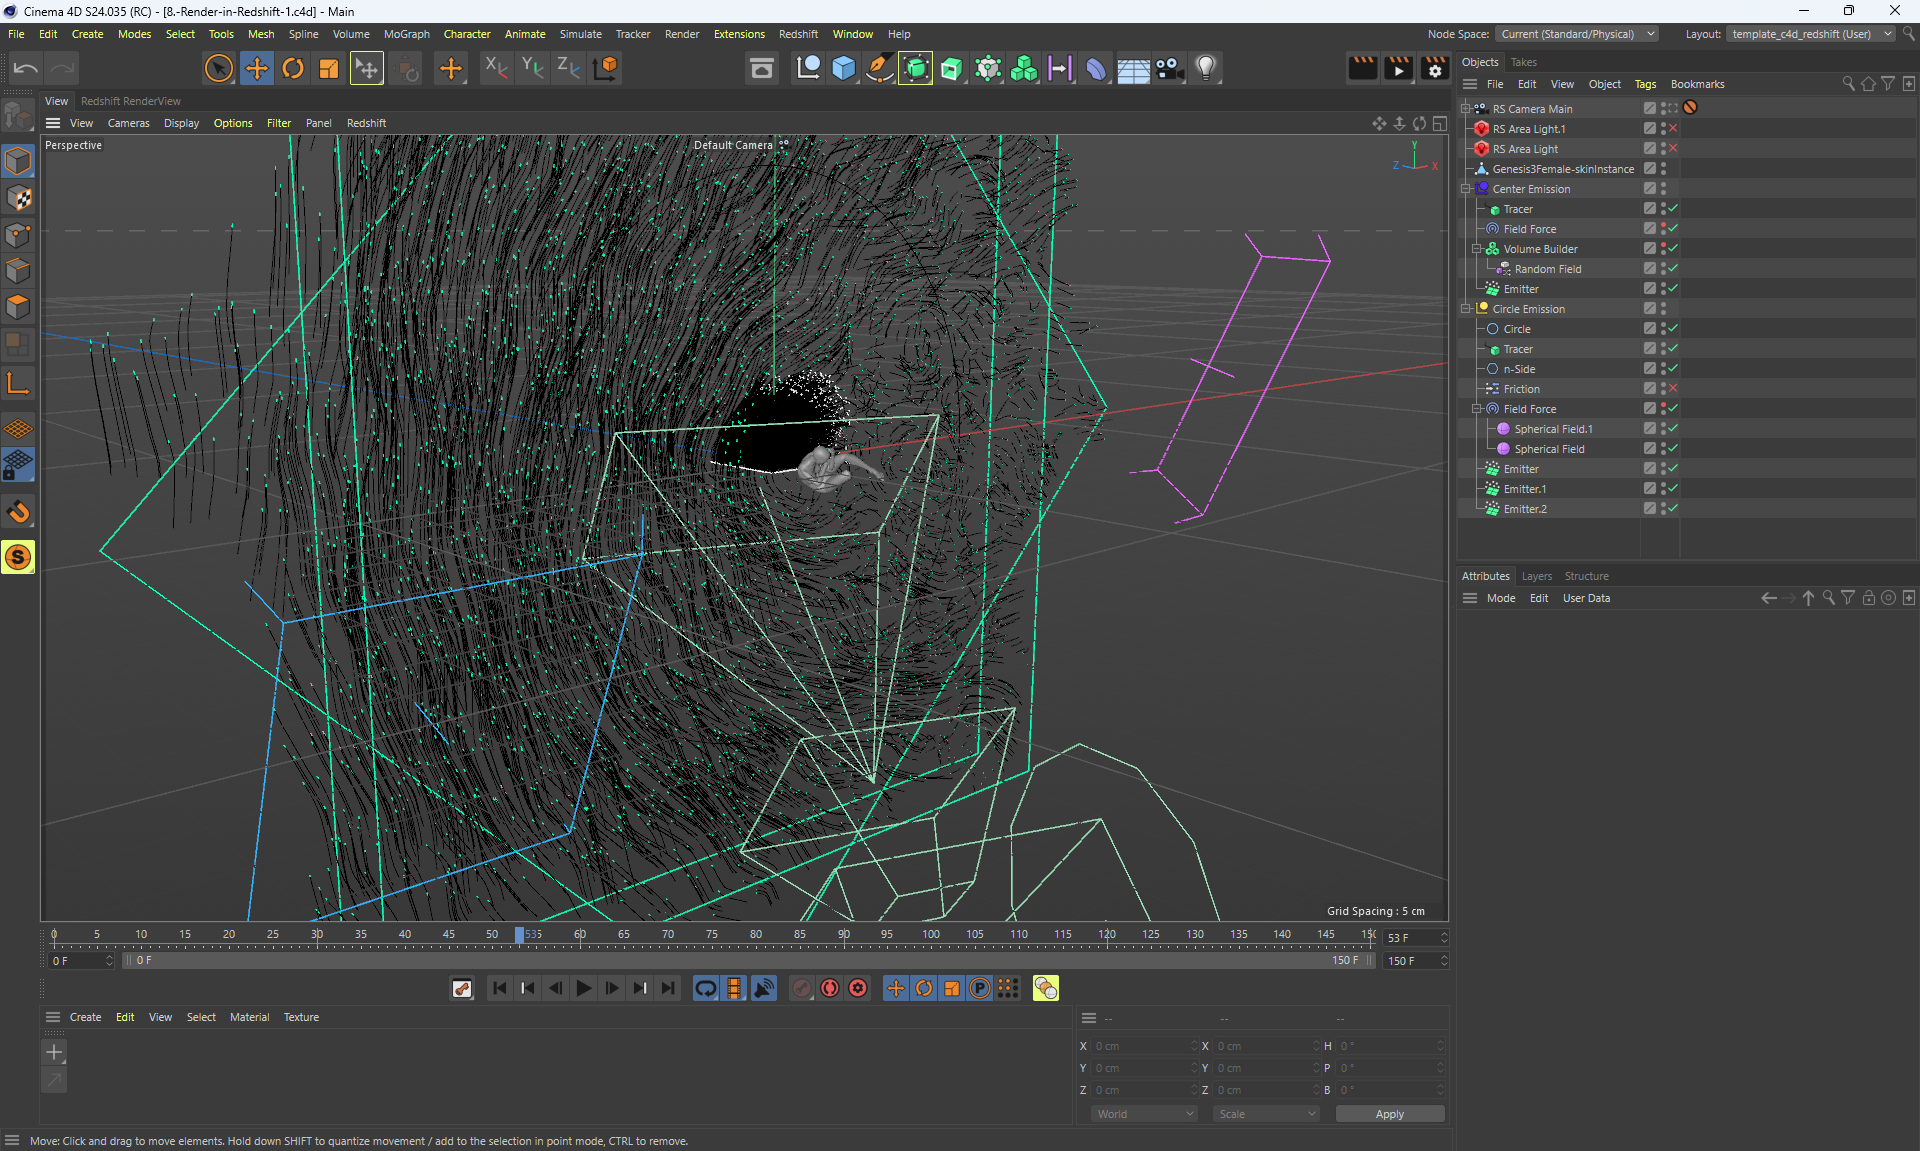 Cinema 4D S24.035 (RC) - [8.-Render-in-Redshift-1.c4d] - Main
File Edit Create Modes Select Tools Mesh Spline Volume MoGraph Character Animate Simulate Tracker Render Extensions Redshift Window Help
Node Space: Current (Standard/Physical) Layout: template_c4d_redshift (User)
X Y Z
Objects Takes
File Edit View Object Tags Bookmarks
View Redshift RenderView
View Cameras Display Options Filter Panel Redshift
Perspective
Default Camera
Y
Z X
RS Camera Main
RS Area Light.1
RS Area Light
Genesis3Female-skinInstance
Center Emission
Tracer
Field Force
Volume Builder
Random Field
Emitter
Circle Emission
Circle
Tracer
n-Side
Friction
Field Force
Spherical Field.1
Spherical Field
Emitter
Emitter.1
Emitter.2
Attributes Layers Structure
Mode Edit User Data
Grid Spacing : 5 cm
0 5 10 15 20 25 30 35 40 45 50 535 60 65 70 75 80 85 90 95 100 105 110 115 120 125 130 135 140 145 150
53 F
0 F
0 F
150 F
150 F
P
Create Edit View Select Material Texture
-- -- --
X 0 cm X 0 cm H 0 °
Y 0 cm Y 0 cm P 0 °
Z 0 cm Z 0 cm B 0 °
World Scale Apply
Move: Click and drag to move elements. Hold down SHIFT to quantize movement / add to the selection in point mode, CTRL to remove.